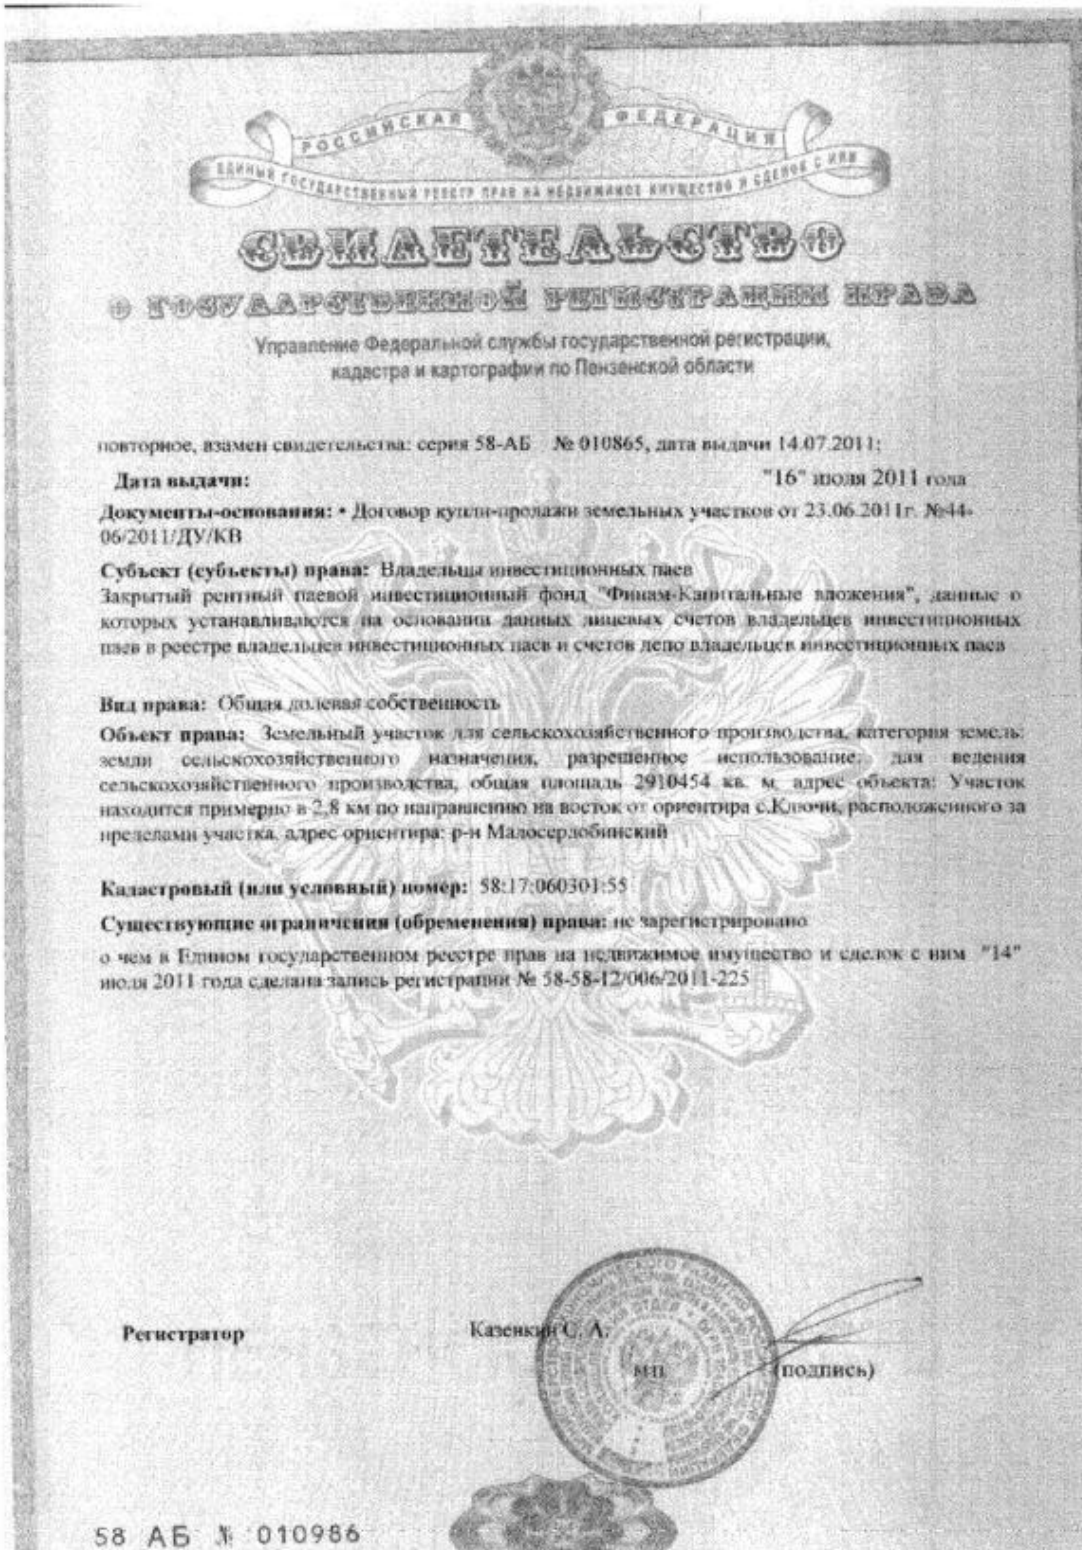 РОССИЙСКАЯ ФЕДЕРАЦИЯ
ЕДИНЫЙ ГОСУДАРСТВЕННЫЙ РЕЕСТР ПРАВ НА НЕДВИЖИМОЕ ИМУЩЕСТВО И СДЕЛОК С НИМ
СВИДЕТЕЛЬСТВО
О ГОСУДАРСТВЕННОЙ РЕГИСТРАЦИИ ПРАВА
Управление Федеральной службы государственной регистрации,
кадастра и картографии по Пензенской области
повторное, взамен свидетельства: серия 58-АБ № 010865, дата выдачи 14.07.2011;
Дата выдачи: "16" июля 2011 года
Документы-основания: • Договор купли-продажи земельных участков от 23.06.2011г. №44-
06/2011/ДУ/КВ
Субъект (субъекты) права: Владельцы инвестиционных паев
Закрытый рентный паевой инвестиционный фонд "Финам-Капитальные вложения", данные о
которых устанавливаются на основании данных лицевых счетов владельцев инвестиционных
паев в реестре владельцев инвестиционных паев и счетов депо владельцев инвестиционных паев
Вид права: Общая долевая собственность
Объект права: Земельный участок для сельскохозяйственного производства, категория земель:
земли сельскохозяйственного назначения, разрешенное использование: для ведения
сельскохозяйственного производства, общая площадь 2910454 кв. м, адрес объекта: Участок
находится примерно в 2,8 км по направлению на восток от ориентира с.Ключи, расположенного за
пределами участка, адрес ориентира: р-н Малосердобинский
Кадастровый (или условный) номер: 58:17:060301:55
Существующие ограничения (обременения) права: не зарегистрировано
о чем в Едином государственном реестре прав на недвижимое имущество и сделок с ним "14"
июля 2011 года сделана запись регистрации № 58-58-12/006/2011-225
Регистратор Казенкин С. А.
м.п. (подпись)
58 АБ № 010986